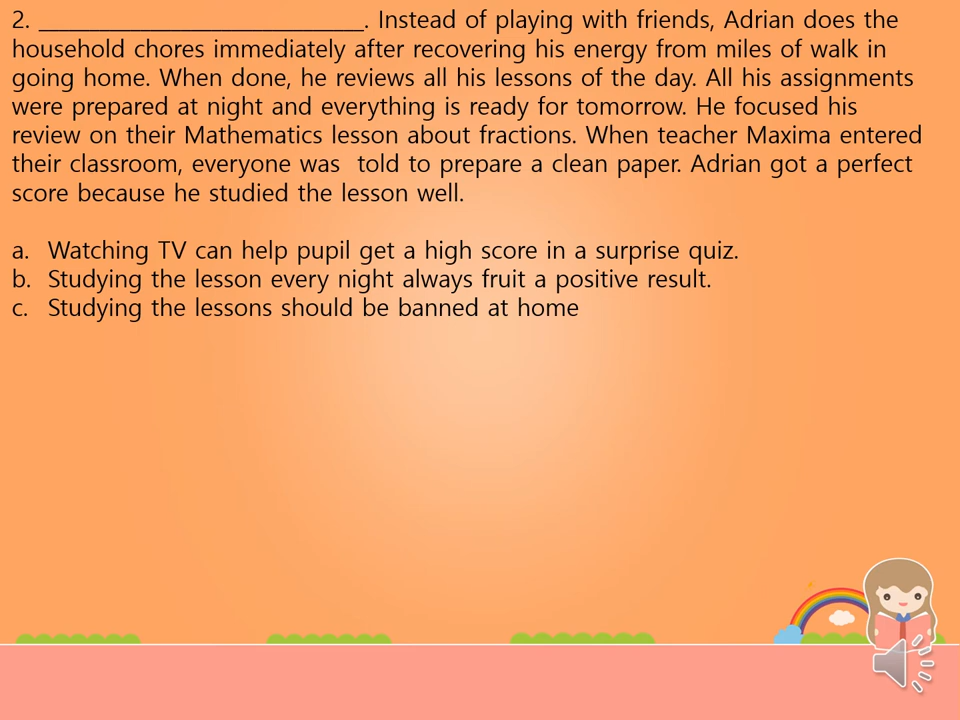 2. ______________________________. Instead of playing with friends, Adrian does the
household chores immediately after recovering his energy from miles of walk in
going home. When done, he reviews all his lessons of the day. All his assignments
were prepared at night and everything is ready for tomorrow. He focused his
review on their Mathematics lesson about fractions. When teacher Maxima entered
their classroom, everyone was  told to prepare a clean paper. Adrian got a perfect
score because he studied the lesson well.
a. Watching TV can help pupil get a high score in a surprise quiz.
b. Studying the lesson every night always fruit a positive result.
c. Studying the lessons should be banned at home